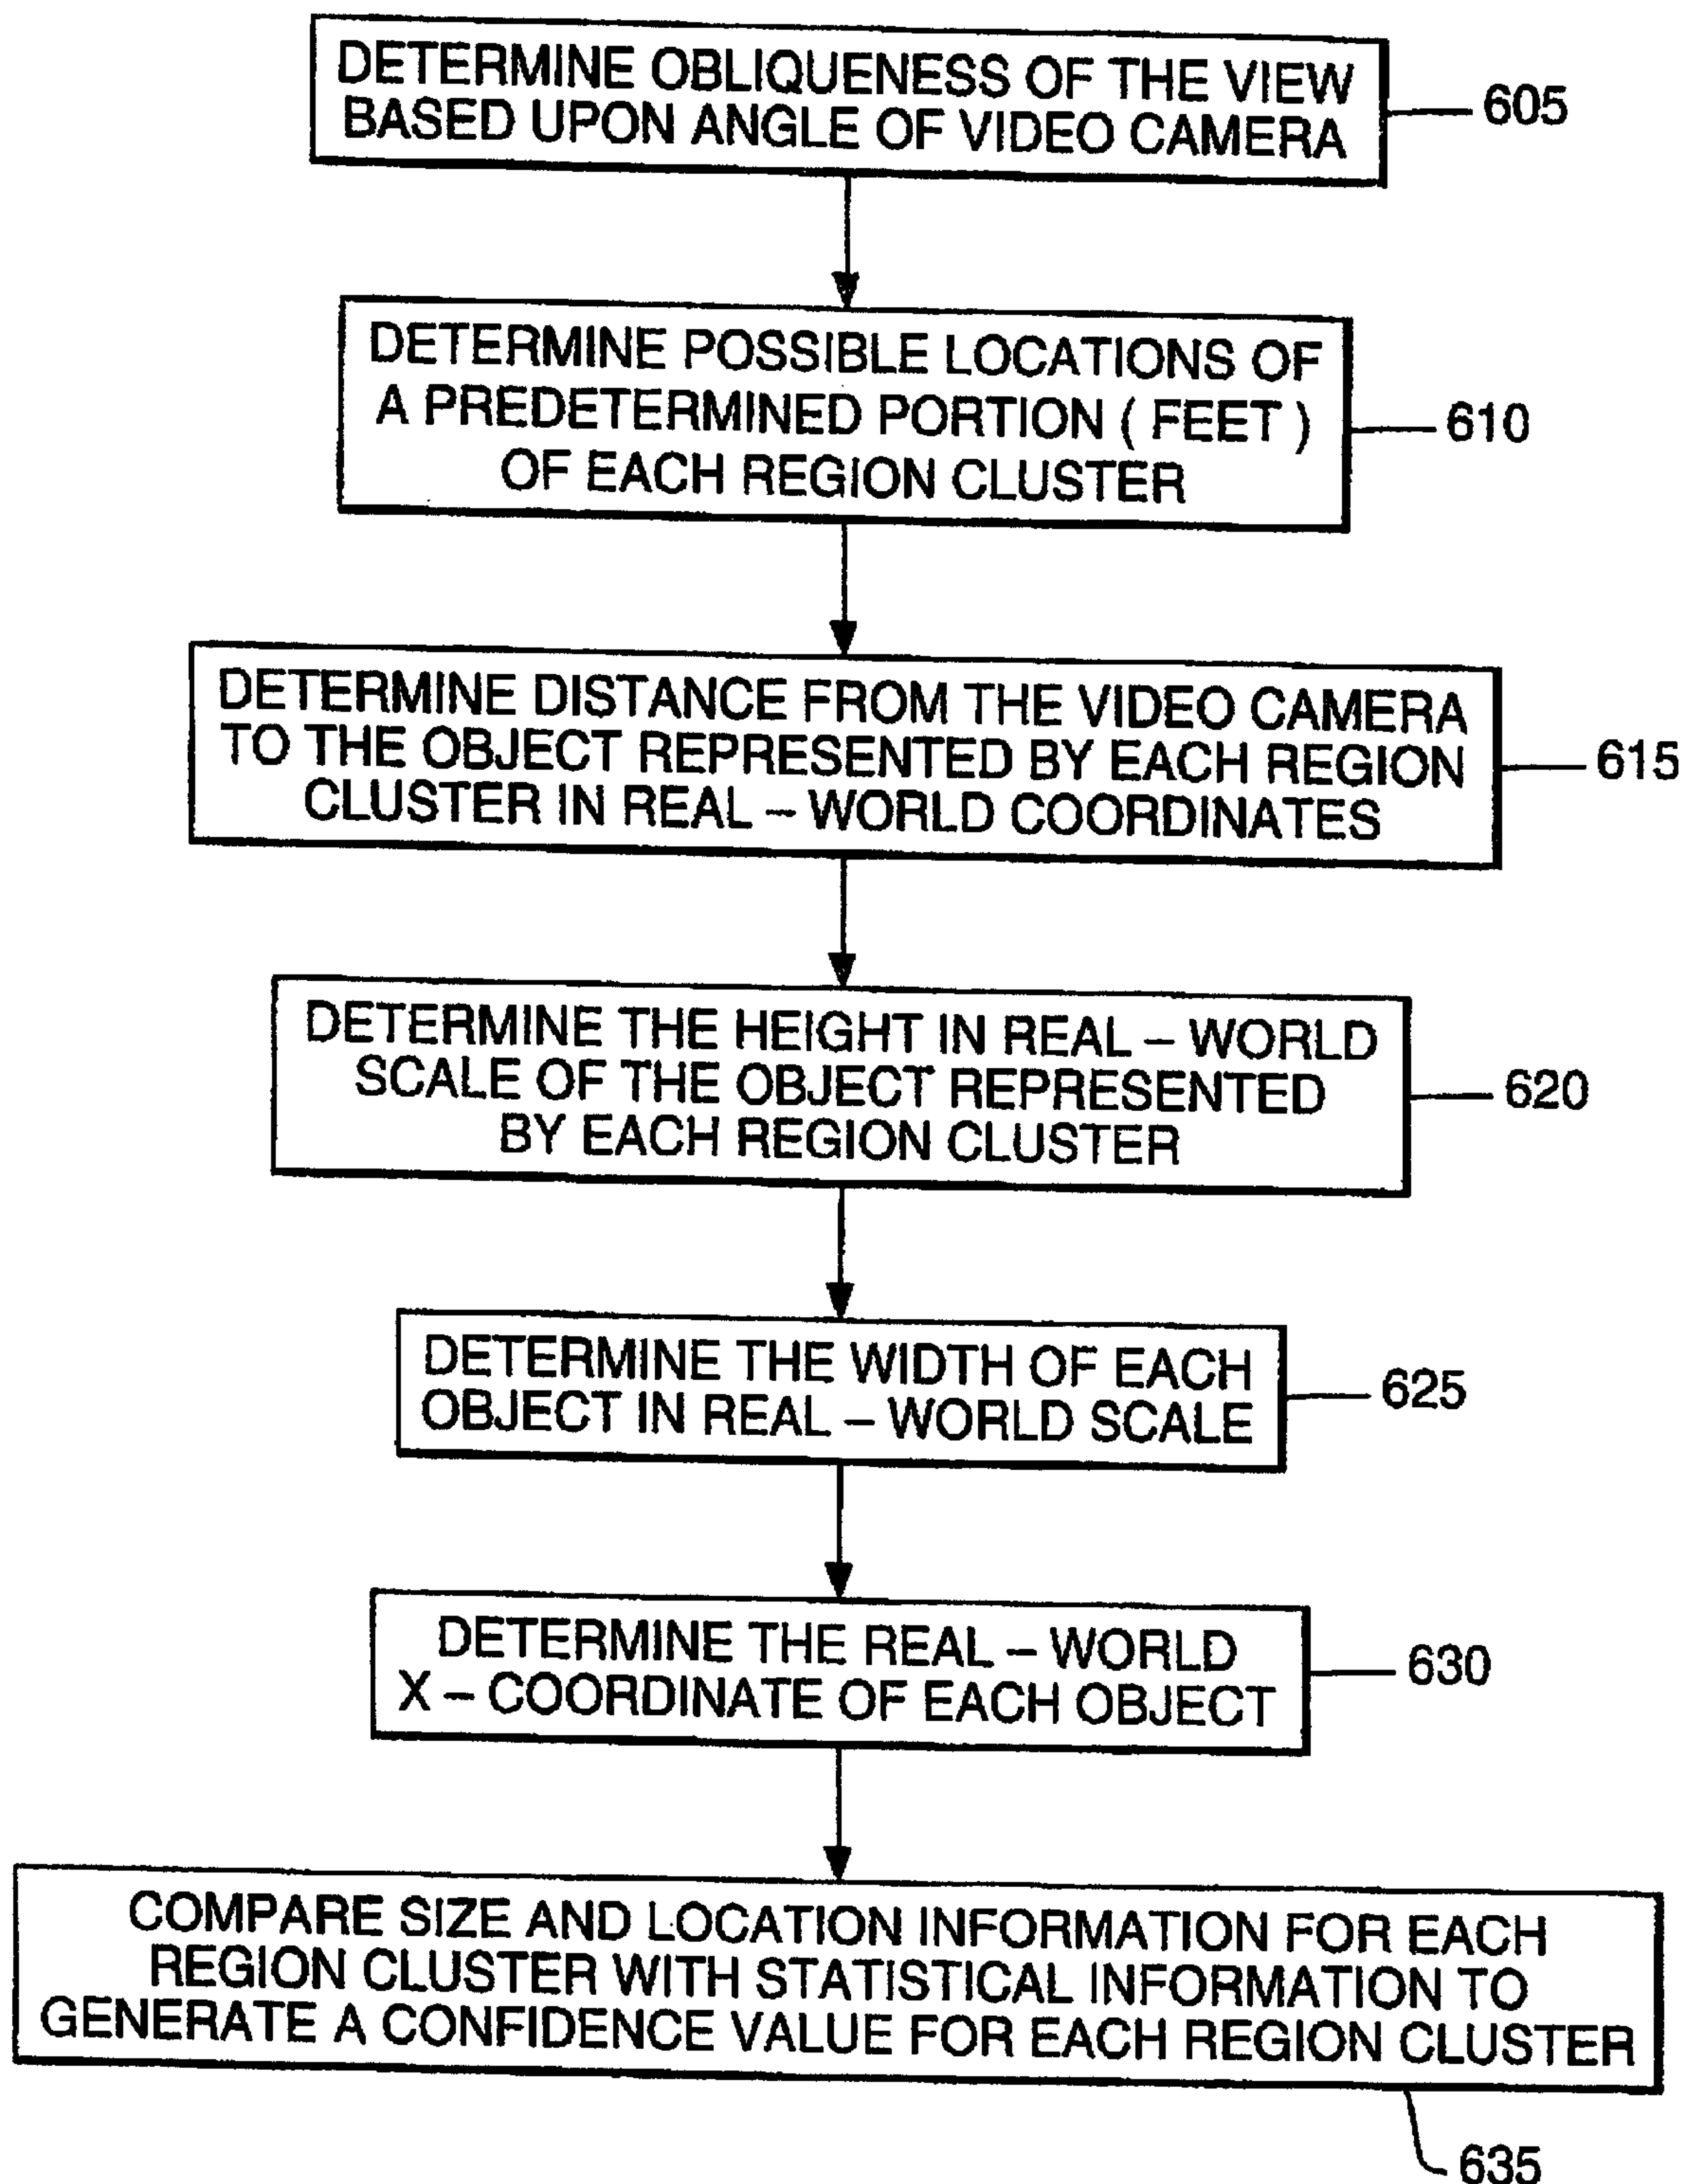 DETERMINE OBLIQUENESS OF THE VIEW
BASED UPON ANGLE OF VIDEO CAMERA
605
DETERMINE POSSIBLE LOCATIONS OF
A PREDETERMINED PORTION ( FEET )
OF EACH REGION CLUSTER
610
DETERMINE DISTANCE FROM THE VIDEO CAMERA
TO THE OBJECT REPRESENTED BY EACH REGION
CLUSTER IN REAL – WORLD COORDINATES
615
DETERMINE THE HEIGHT IN REAL – WORLD
SCALE OF THE OBJECT REPRESENTED
BY EACH REGION CLUSTER
620
DETERMINE THE WIDTH OF EACH
OBJECT IN REAL – WORLD SCALE
625
DETERMINE THE REAL – WORLD
X – COORDINATE OF EACH OBJECT
630
COMPARE SIZE AND LOCATION INFORMATION FOR EACH
REGION CLUSTER WITH STATISTICAL INFORMATION TO
GENERATE A CONFIDENCE VALUE FOR EACH REGION CLUSTER
635